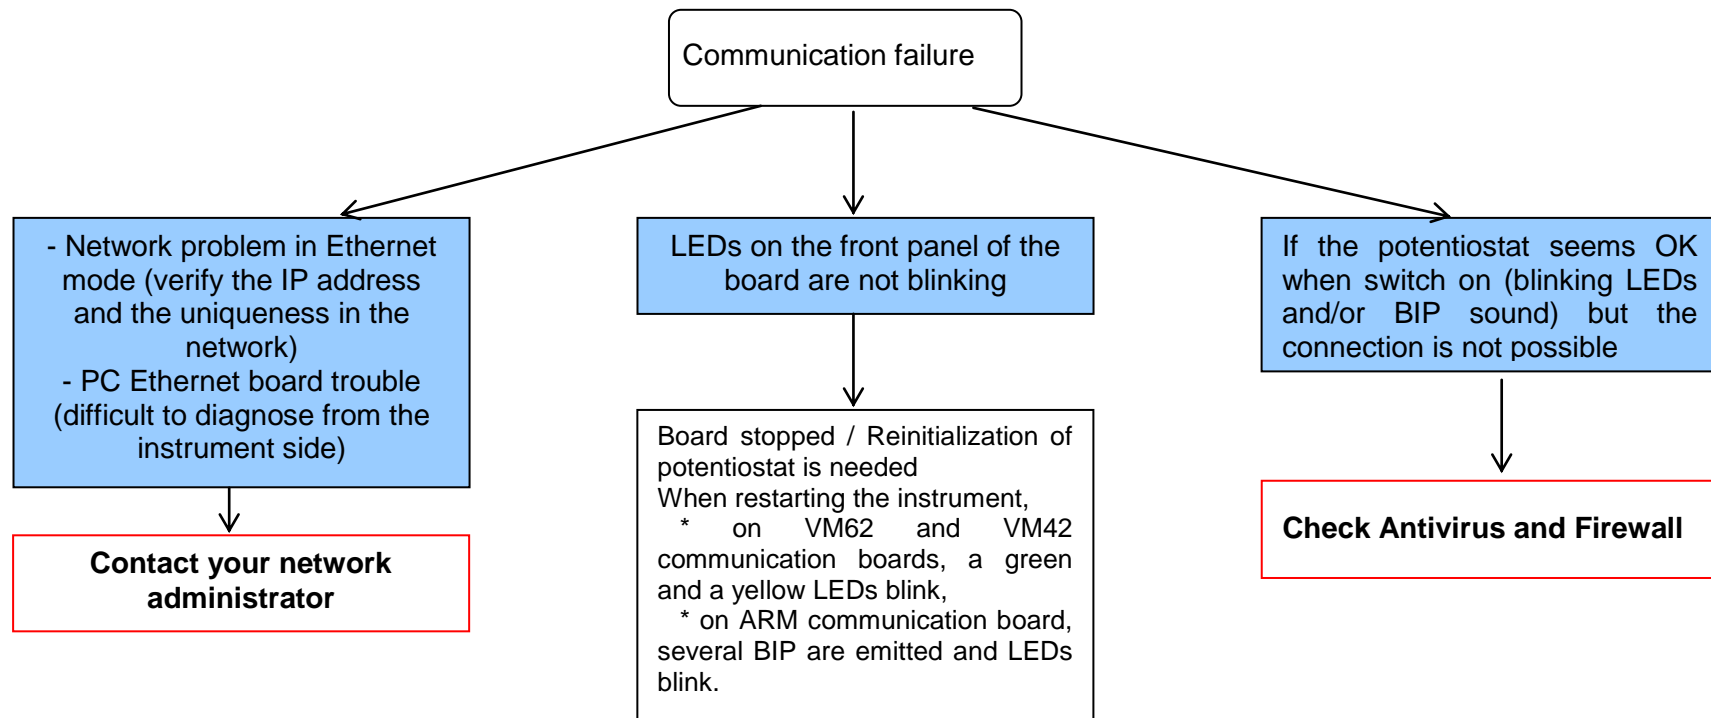 Communication failure
- Network problem in Ethernet
mode (verify the IP address
and the uniqueness in the
network)
- PC Ethernet board trouble
(difficult to diagnose from the
instrument side)
Contact your network
administrator
LEDs on the front panel of the
board are not blinking
Board stopped / Reinitialization of
potentiostat is needed
When restarting the instrument,
* on VM62 and VM42
communication boards, a green
and a yellow LEDs blink,
* on ARM communication board,
several BIP are emitted and LEDs
blink.
If the potentiostat seems OK
when switch on (blinking LEDs
and/or BIP sound) but the
connection is not possible
Check Antivirus and Firewall